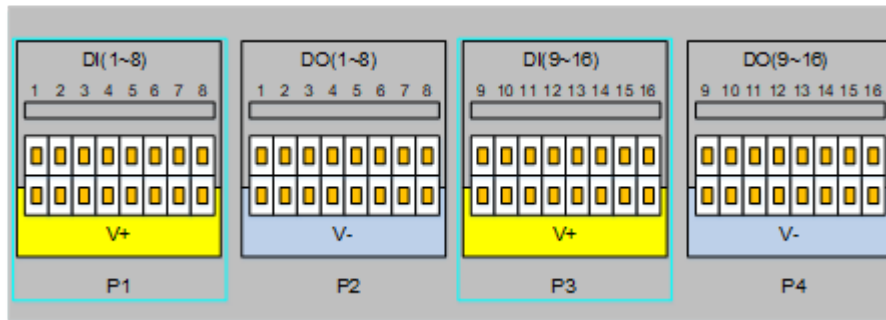 DI(1~8) DO(1~8) DI(9~16) DO(9~16)
1 2 3 4 5 6 7 8 1 2 3 4 5 6 7 8 9 10 11 12 13 14 15 16 9 10 11 12 13 14 15 16
V+ V- V+ V-
P1 P2 P3 P4